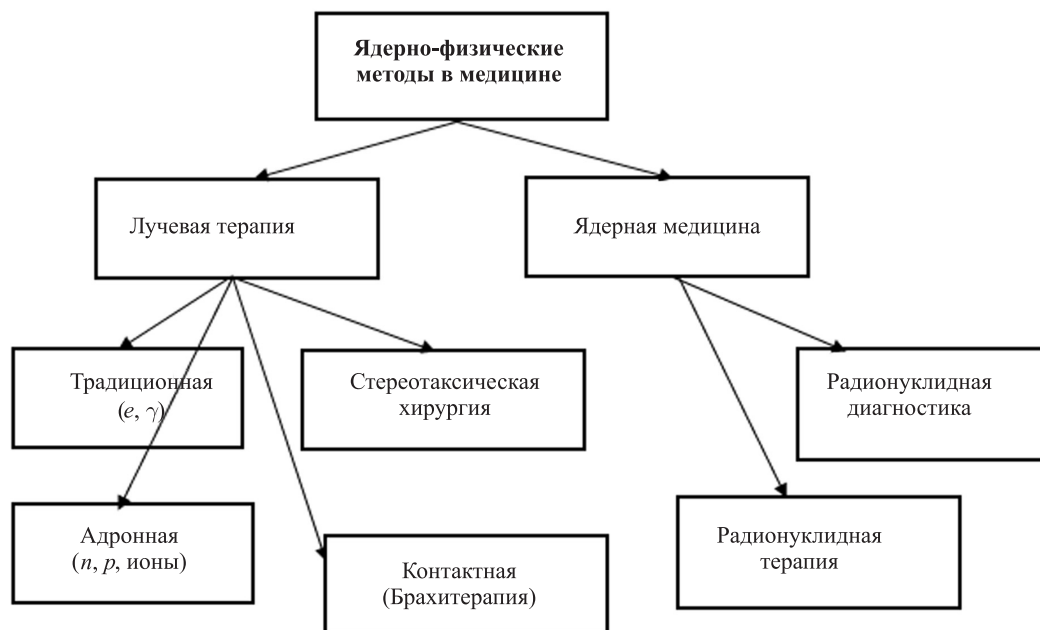 Ядерно-физические
методы в медицине
Лучевая терапия
Ядерная медицина
Традиционная
(e, γ)
Стереотаксическая
хирургия
Радионуклидная
диагностика
Адронная
(n, p, ионы)
Контактная
(Брахитерапия)
Радионуклидная
терапия